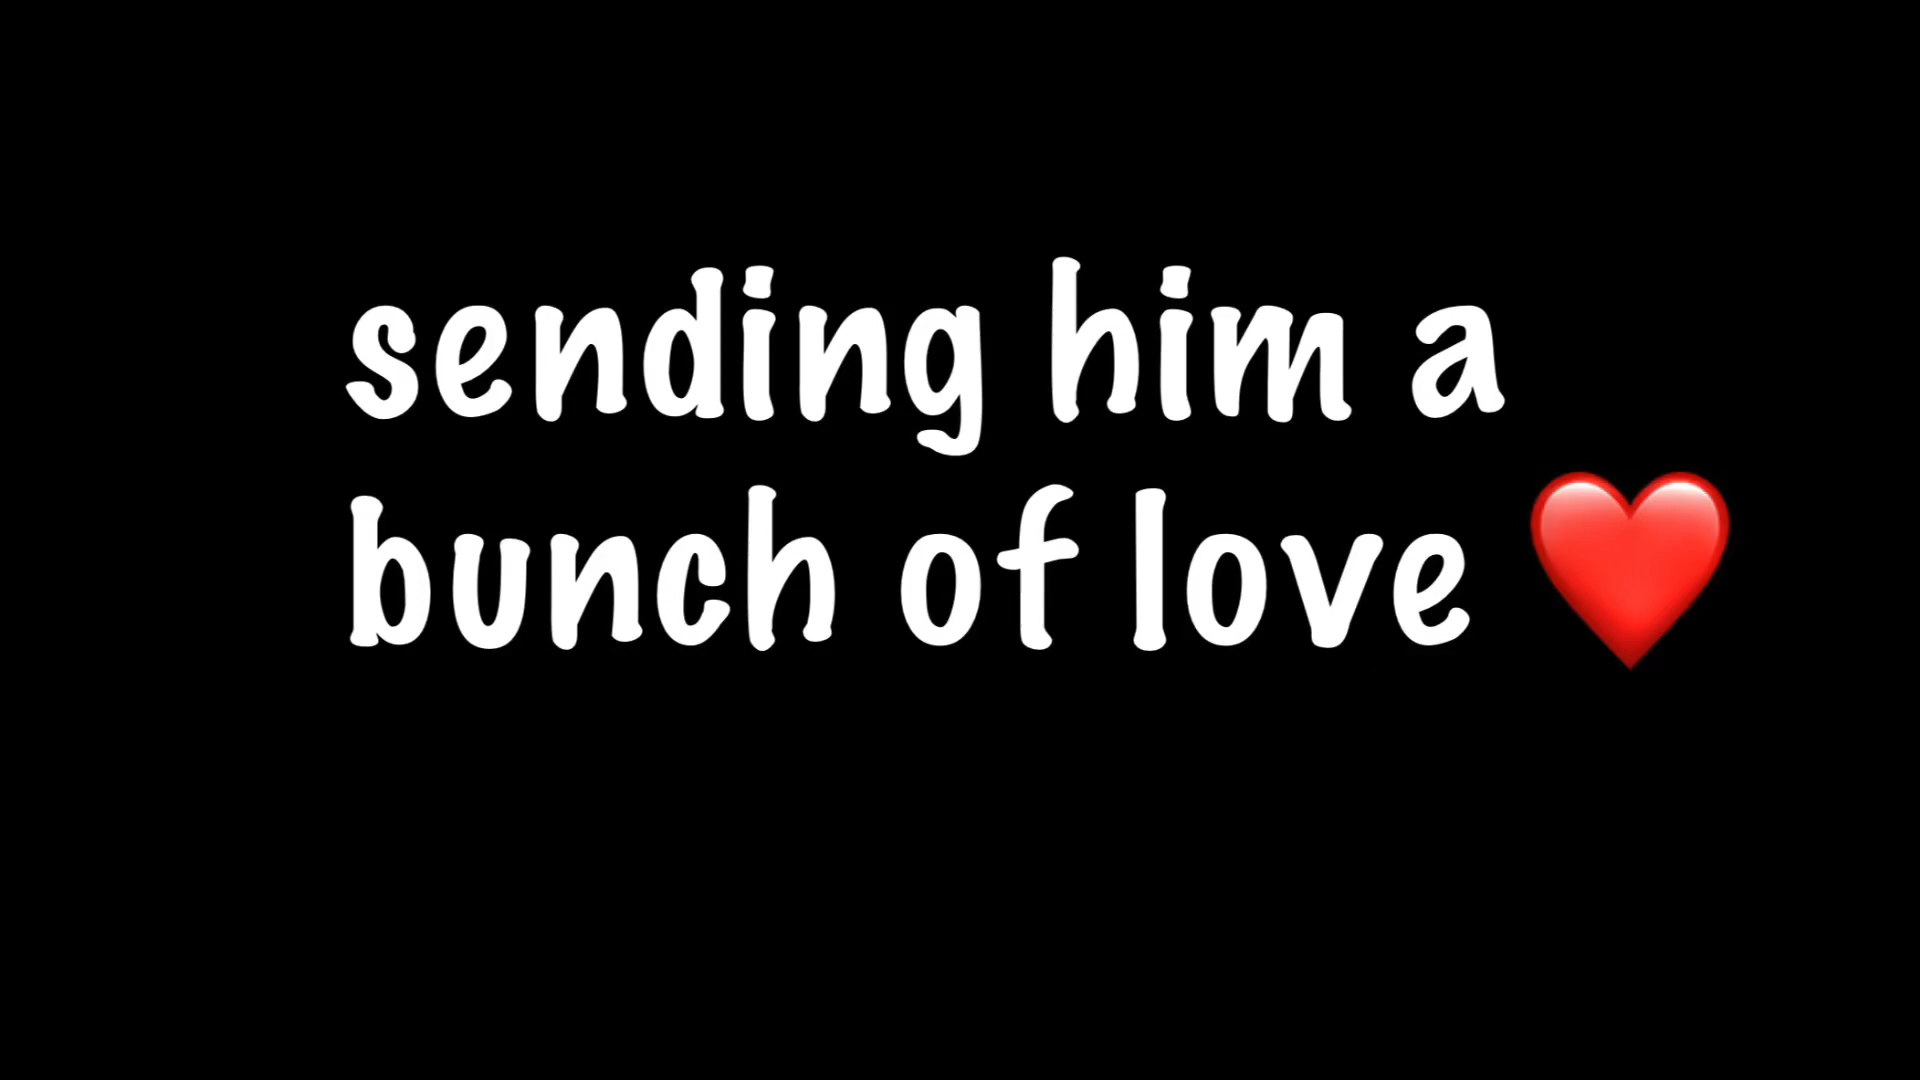 sending him a
bunch of love ❤️